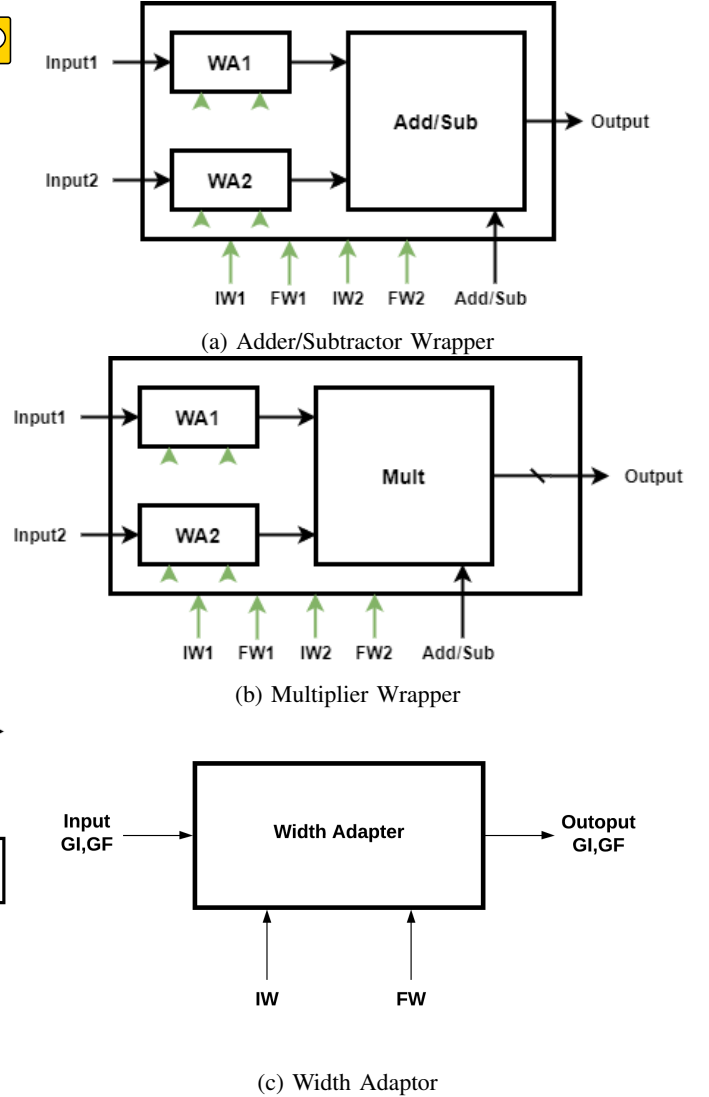 Input1
WA1
Add/Sub
Output
Input2
WA2
IW1 FW1 IW2 FW2 Add/Sub
(a) Adder/Subtractor Wrapper
Input1
WA1
Mult
Output
Input2
WA2
IW1 FW1 IW2 FW2 Add/Sub
(b) Multiplier Wrapper
Input
GI,GF
Width Adapter
Outoput
GI,GF
IW FW
(c) Width Adaptor